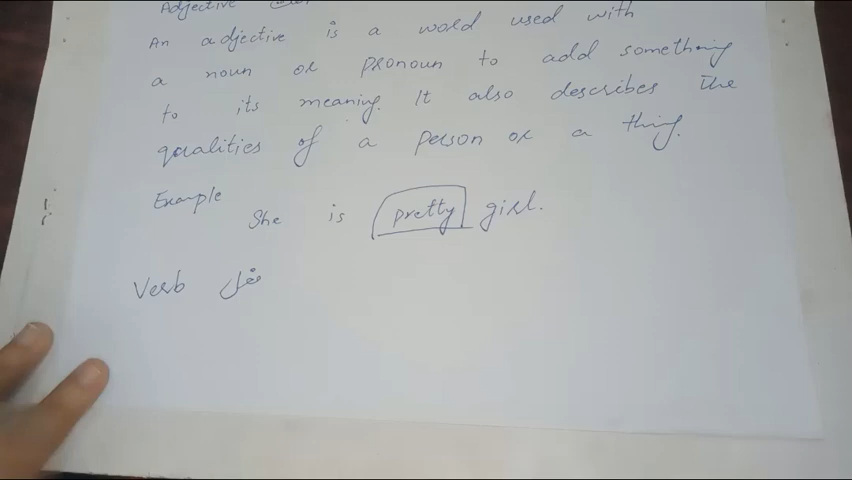 Adjective
An adjective is a world used with
a noun or pronoun to add something
to its meaning. It also describes the
qualities of a person or a thing.
Example
She is pretty girl.
Verb فعل